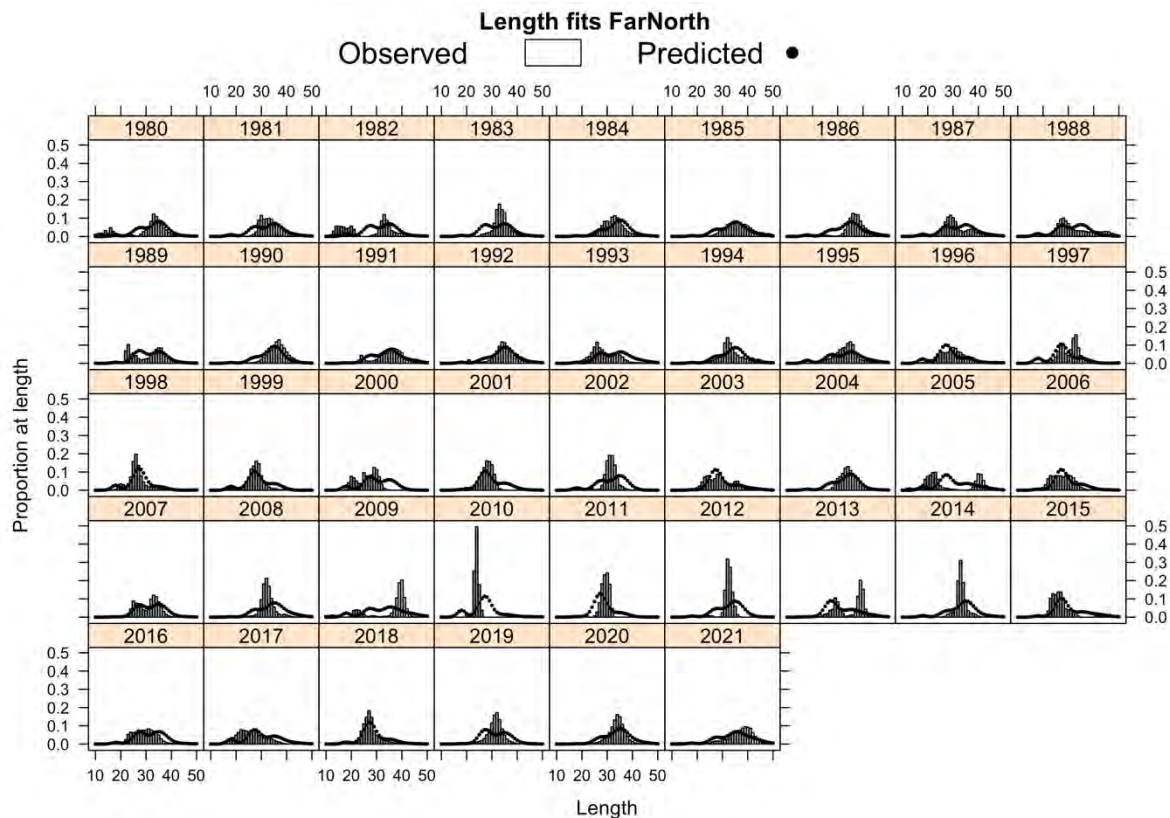 Length fits FarNorth
Observed Predicted
10 20 30 40 50 10 20 30 40 50 10 20 30 40 50 10 20 30 40 50
1980 1981 1982 1983 1984 1985 1986 1987 1988
0.5
0.4
0.3
0.2
0.1
0.0
1989 1990 1991 1992 1993 1994 1995 1996 1997
0.5
0.4
0.3
0.2
0.1
0.0
1998 1999 2000 2001 2002 2003 2004 2005 2006
0.5
0.4
0.3
0.2
0.1
0.0
2007 2008 2009 2010 2011 2012 2013 2014 2015
0.5
0.4
0.3
0.2
0.1
0.0
2016 2017 2018 2019 2020 2021
0.5
0.4
0.3
0.2
0.1
0.0
10 20 30 40 50 10 20 30 40 50 10 20 30 40 50
Proportion at length
Length